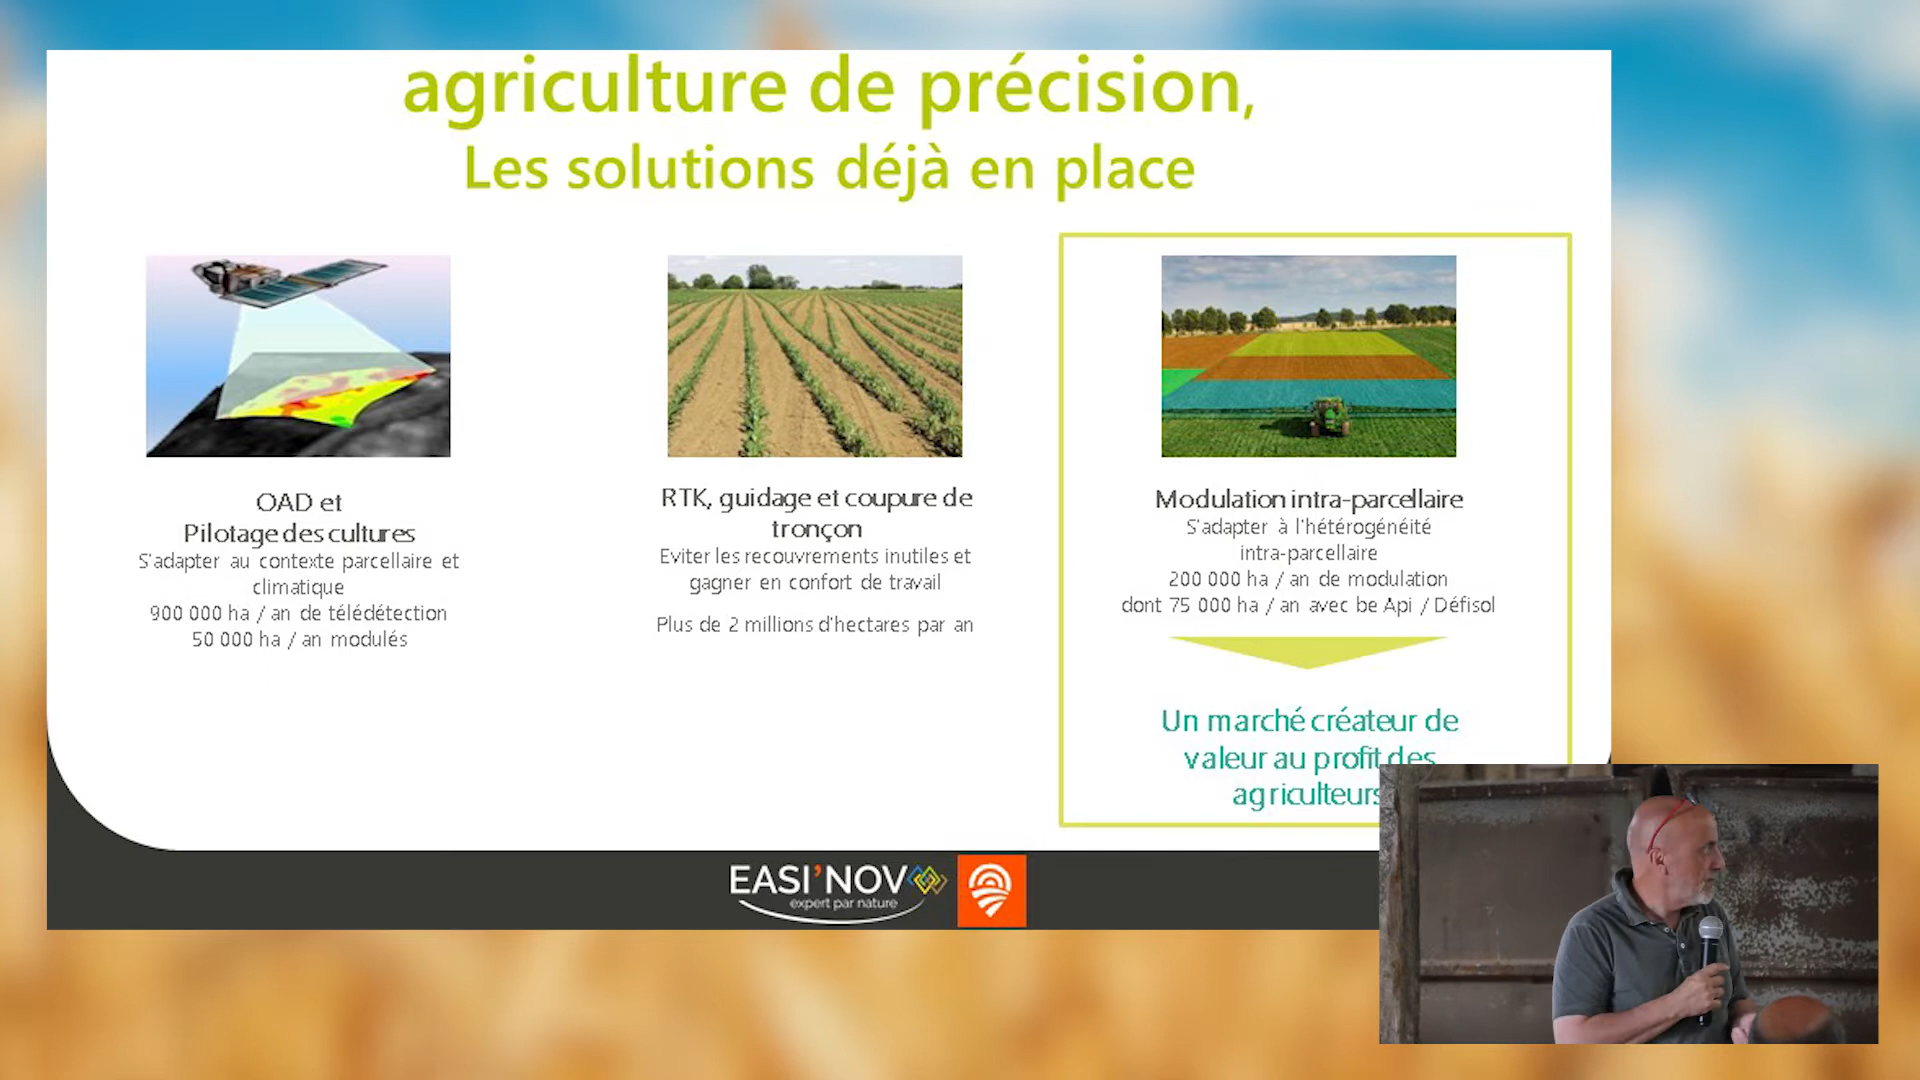 agriculture de précision,
Les solutions déjà en place
OAD et
Pilotage des cultures
S'adapter au contexte parcellaire et
climatique
900 000 ha / an de télédétection
50 000 ha / an modulés
RTK, guidage et coupure de
tronçon
Eviter les recouvrements inutiles et
gagner en confort de travail
Plus de 2 millions d'hectares par an
Modulation intra-parcellaire
S'adapter à l'hétérogénéité
intra-parcellaire
200 000 ha / an de modulation
dont 75 000 ha / an avec be Api / Défisol
Un marché créateur de
valeur au profit des
agriculteurs
EASI'NOV
expert par nature